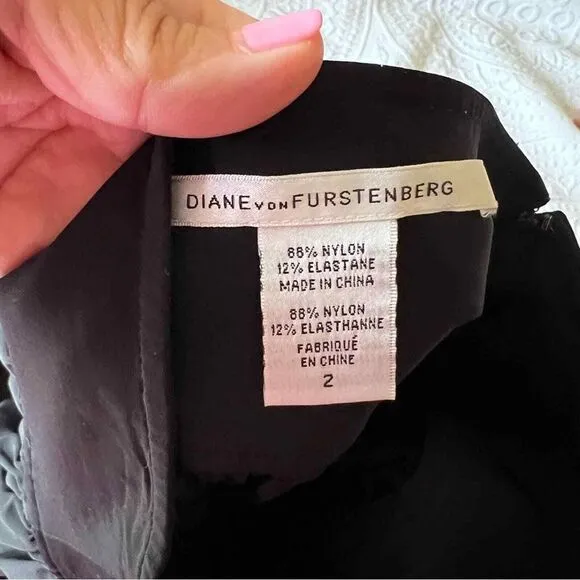 DIANE VON FURSTENBERG
88% NYLON
12% ELASTANE
MADE IN CHINA
88% NYLON
12% ELASTHANNE
FABRIQUÉ
EN CHINE
2